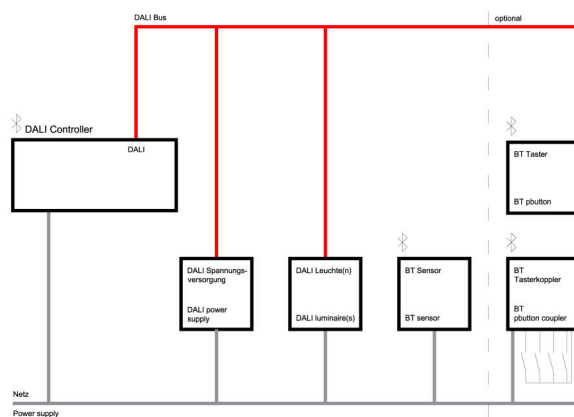 DALI Bus
optional
DALI Controller
DALI
BT Taster
BT pbutton
DALI Spannungs-
versorgung
DALI power
supply
DALI Leuchte(n)
DALI luminaire(s)
BT Sensor
BT sensor
BT
Tasterkoppler
BT
pbutton coupler
Netz
Power supply